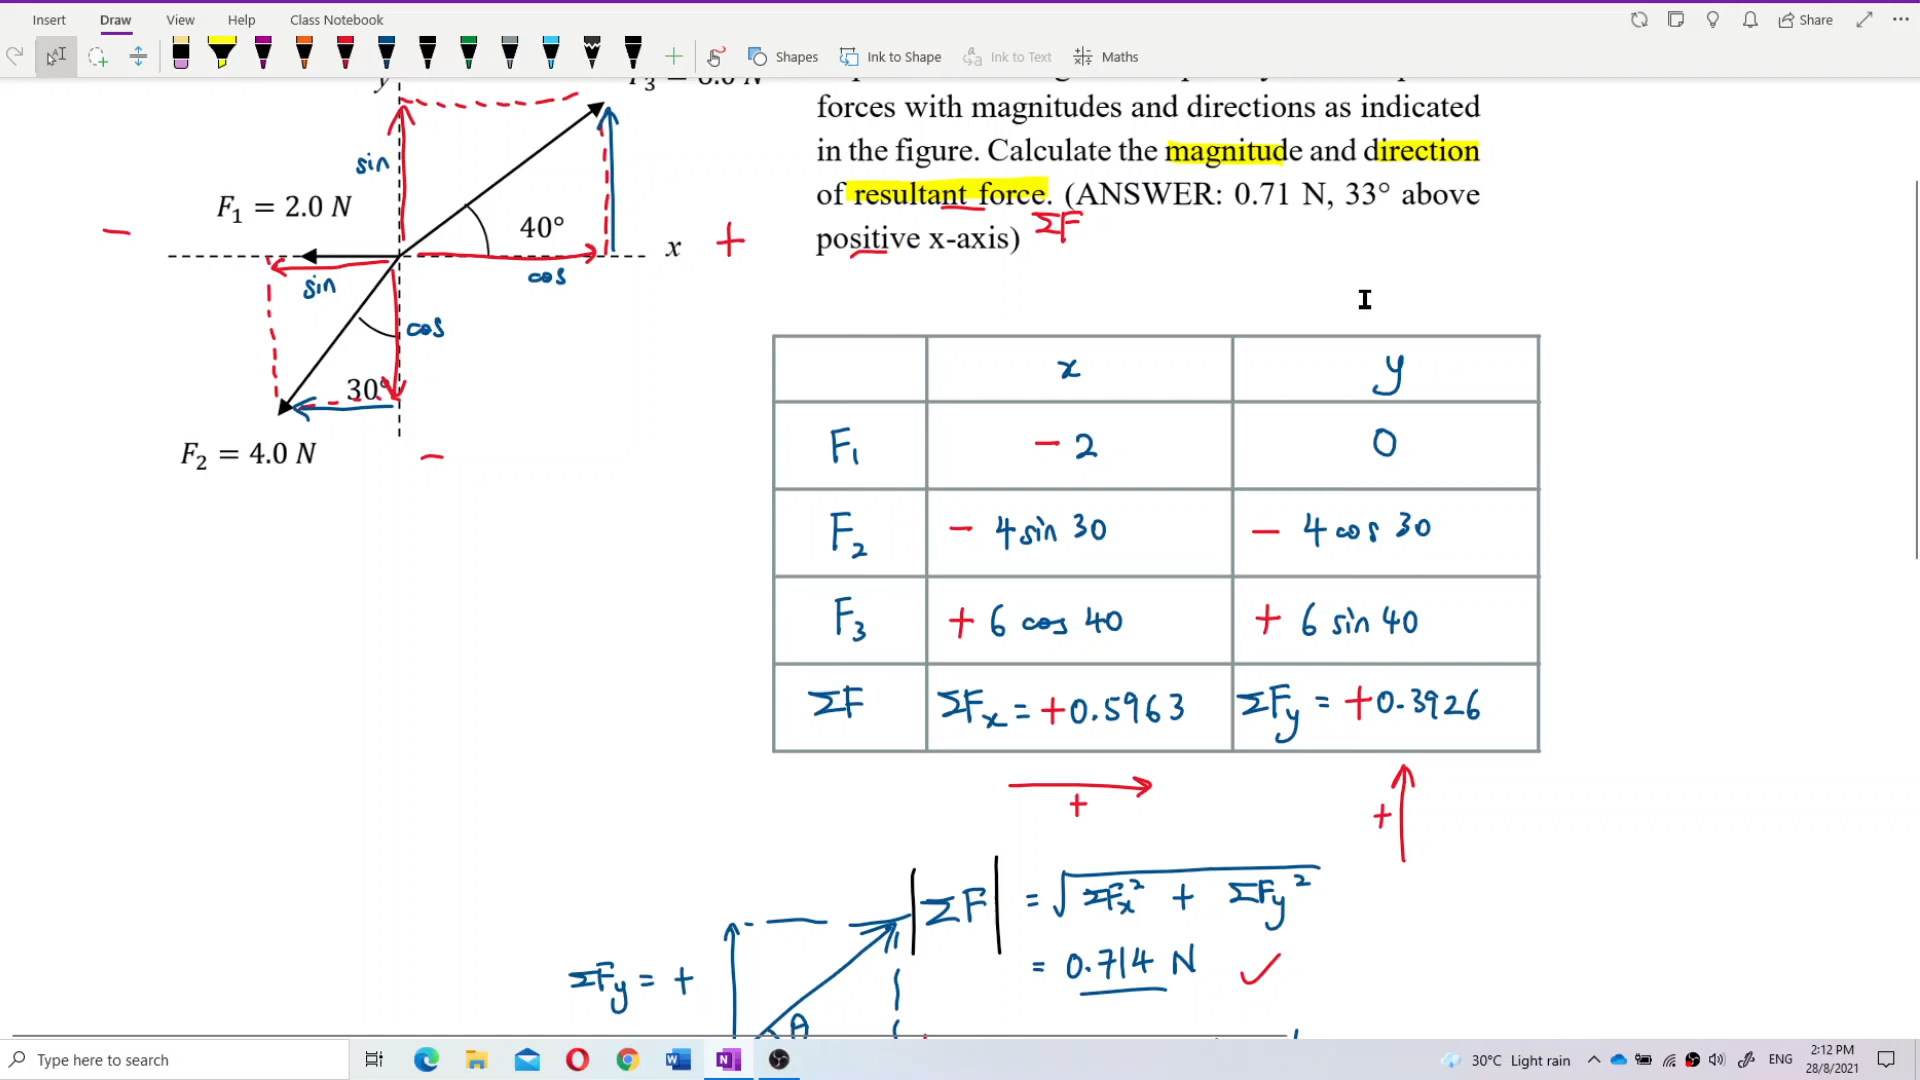 Insert Draw View Help Class Notebook Share
Shapes Ink to Shape Ink to Text Maths
y
forces with magnitudes and directions as indicated
in the figure. Calculate the magnitude and direction
of resultant force. (ANSWER: 0.71 N, 33° above
positive x-axis) ΣF
sin
F₁ = 2.0 N
40°
− x +
sin cos
cos
30°
F₂ = 4.0 N −
x y
F₁ − 2 0
F₂ − 4 sin 30 − 4 cos 30
F₃ + 6 cos 40 + 6 sin 40
ΣF ΣFx = +0.5963 ΣFy = +0.3926
+ +
|ΣF| = √ΣFx² + ΣFy²
= 0.714 N ✓
ΣFy = +
θ
Type here to search
30°C Light rain ENG 2:12 PM
28/8/2021